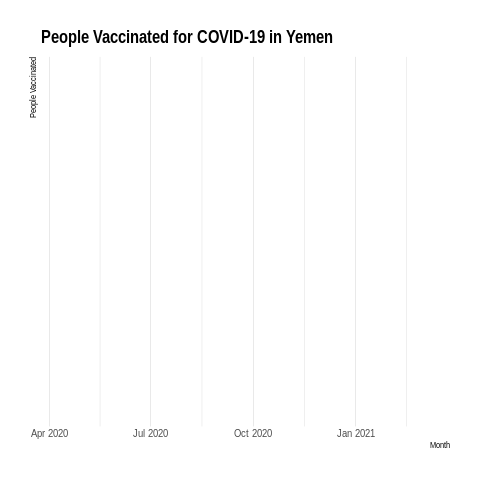 People Vaccinated for COVID-19 in Yemen
People Vaccinated
Apr 2020
Jul 2020
Oct 2020
Jan 2021
Month